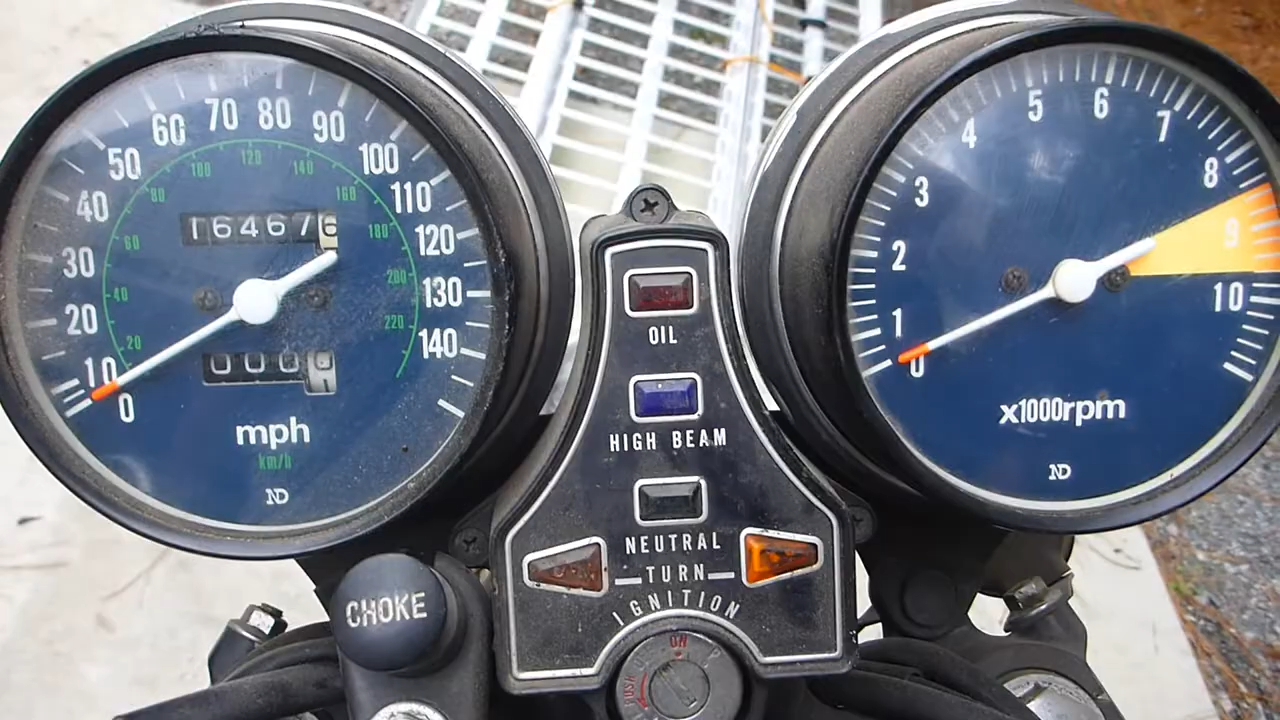 0
10
20
30
40
50
60
70
80
90
100
110
120
130
140
20
40
60
80
100
120
140
160
180
200
220
164676
000
mph
km/h
ND
0
1
2
3
4
5
6
7
8
9
10
x1000rpm
ND
OIL
HIGH BEAM
NEUTRAL
TURN
IGNITION
CHOKE
ON
P
PUSH